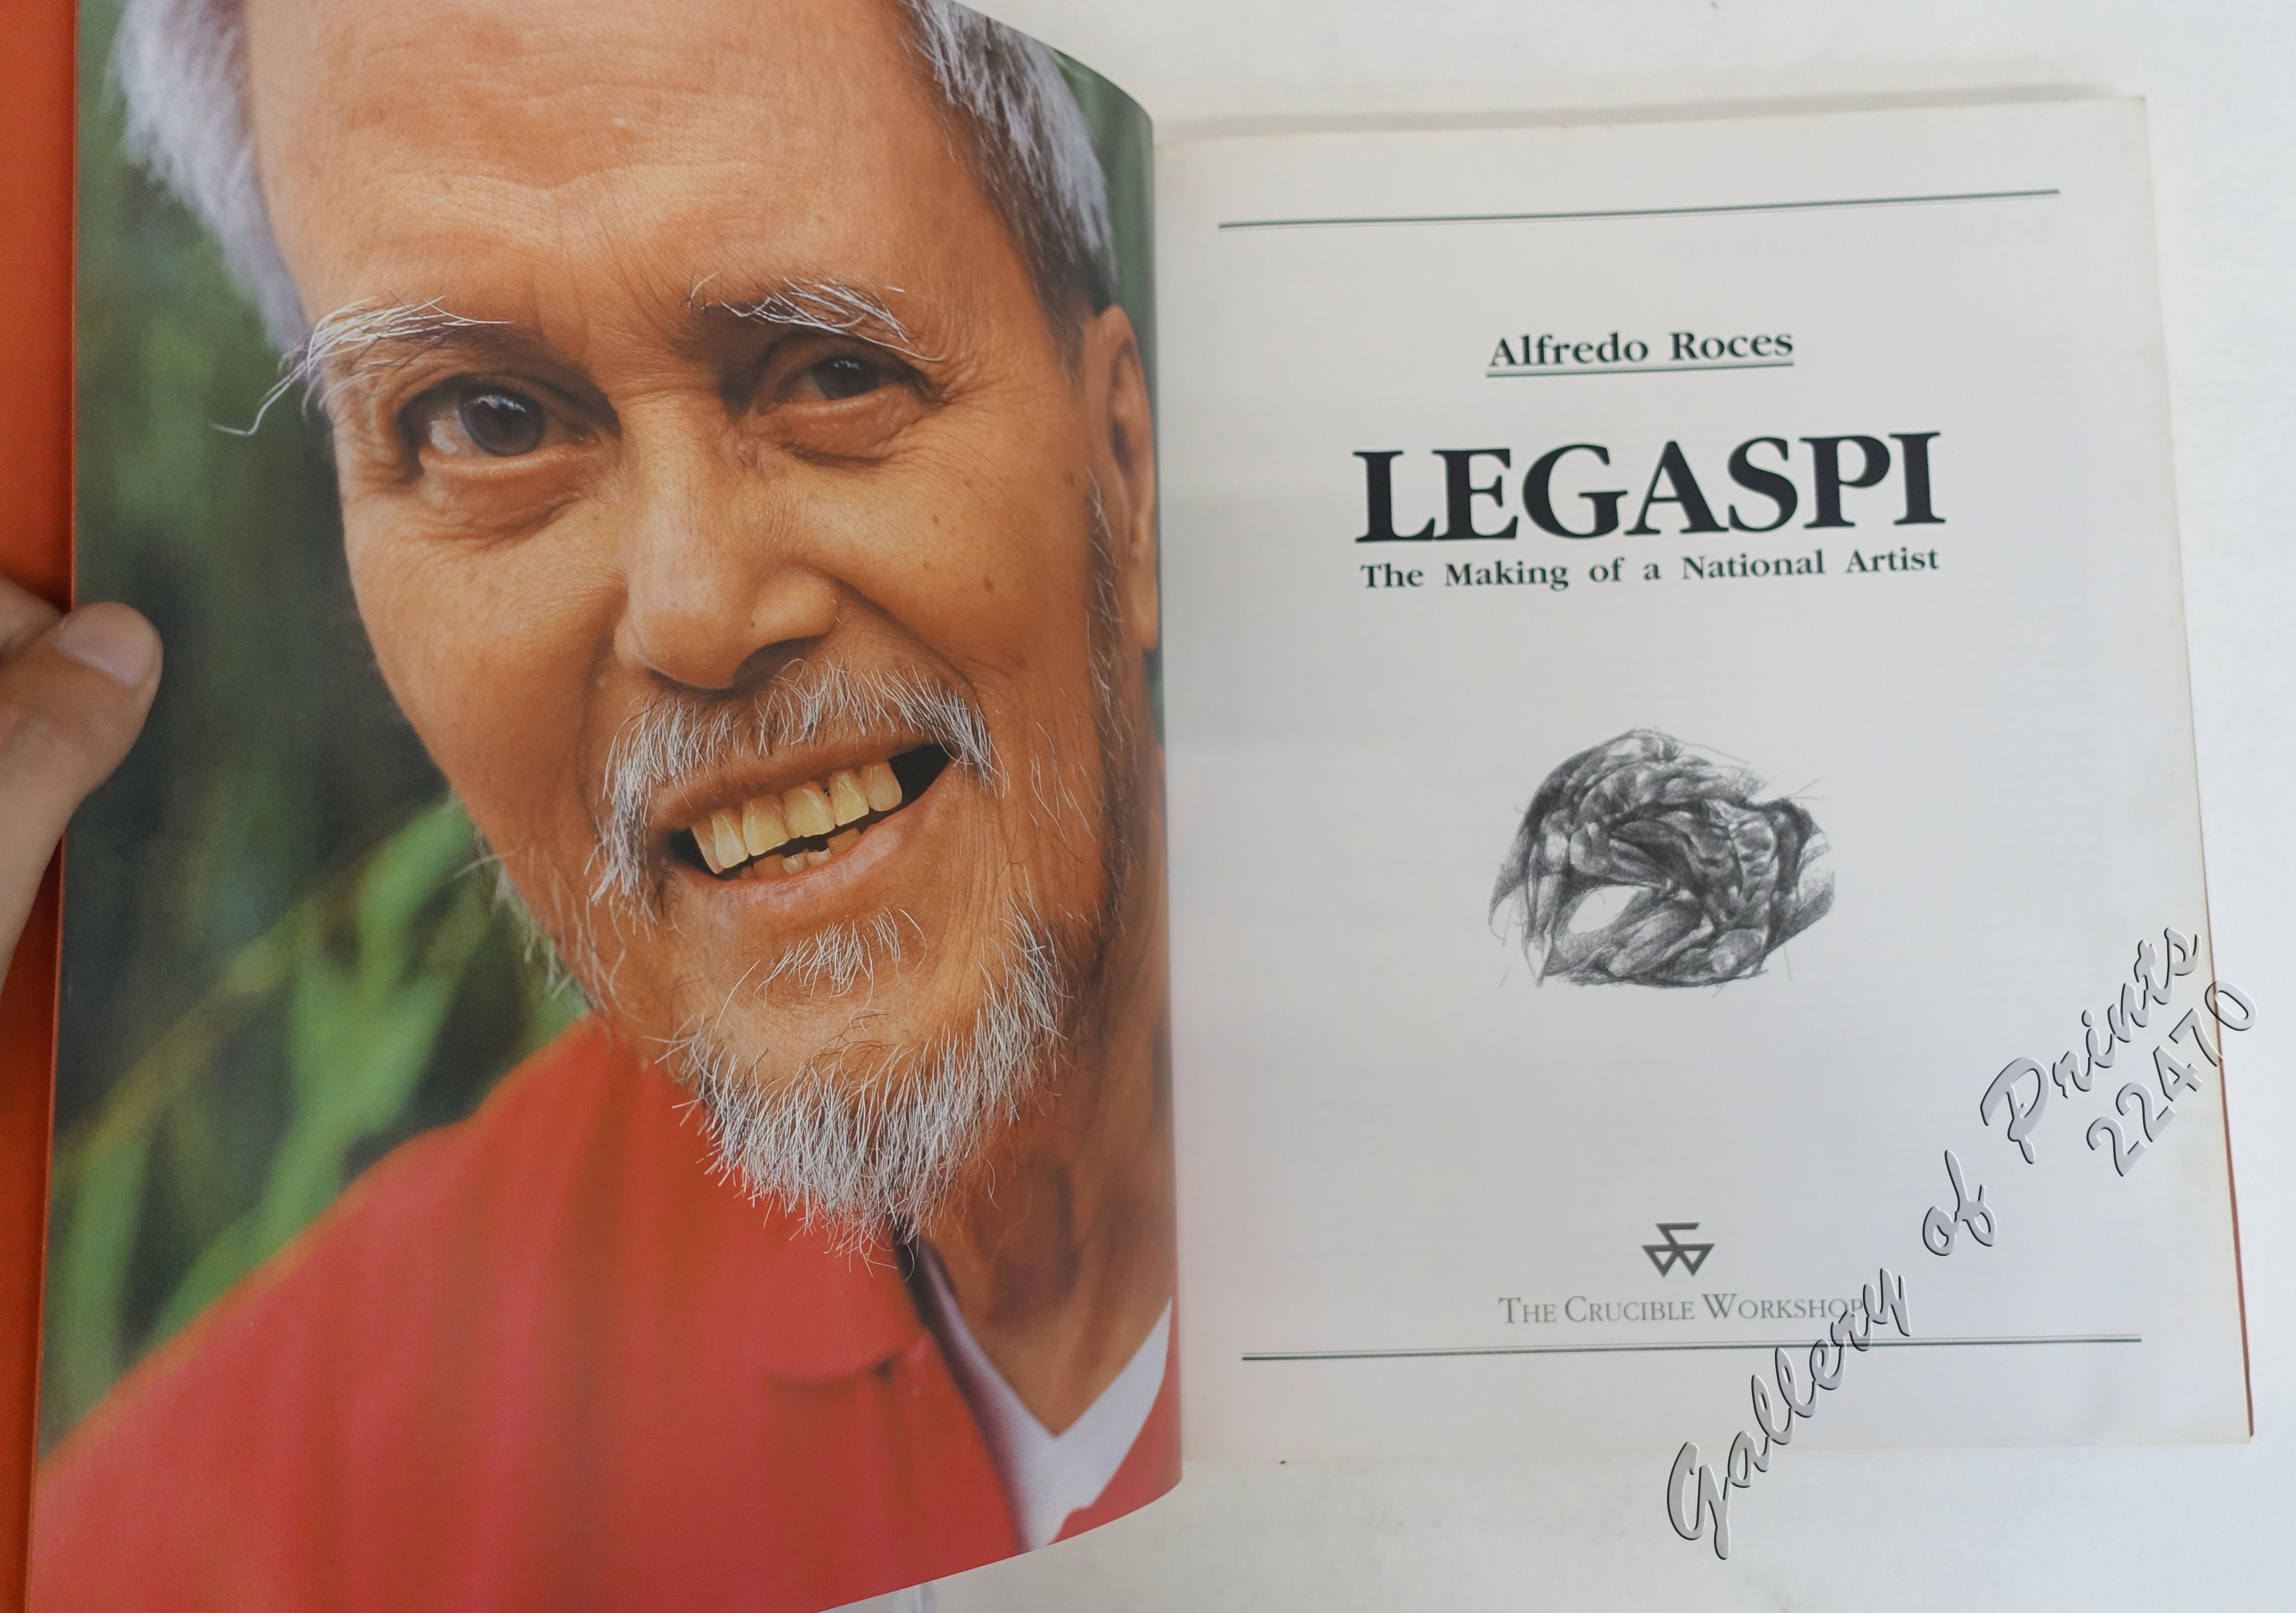 Alfredo Roces
LEGASPI
The Making of a National Artist
THE CRUCIBLE WORKSHOP
Gallery of Prints
22470